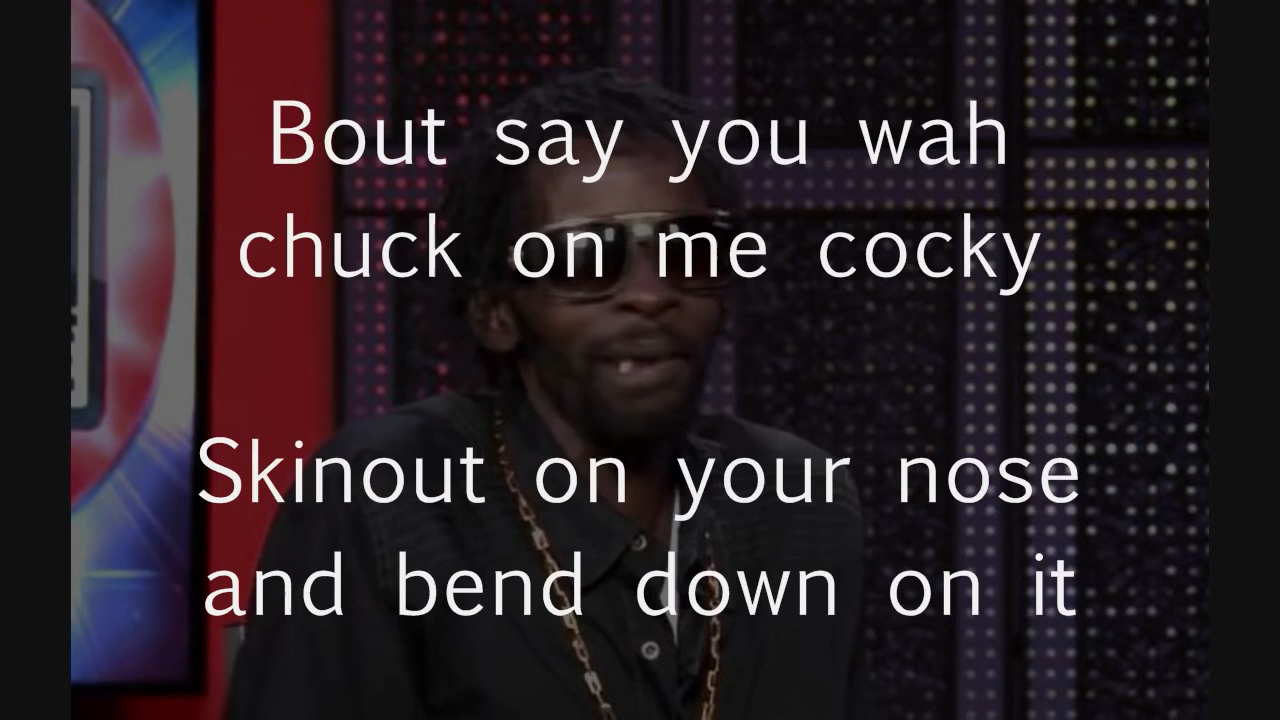 Bout say you wah
chuck on me cocky
Skinout on your nose
and bend down on it